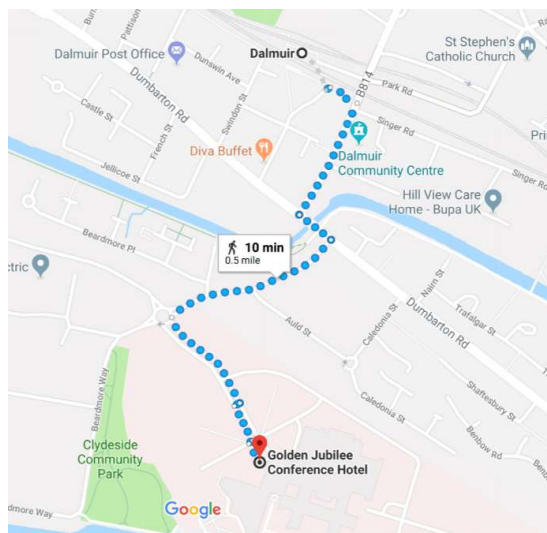 Dalmuir Post Office
Dunswin Ave
Dalmuir
St Stephen's
Catholic Church
B814
Park Rd
Dumbarton Rd
Castle St
French St
Swindon St
Singer Rd
Diva Buffet
Dalmuir
Community Centre
Singer Rd
Jellicoe St
Hill View Care
Home - Bupa UK
Beardmore Pl
10 min
0.5 mile
Nairn St
Dumbarton Rd
Trafalgar St
Auld St
Caledonia St
Shaftesbury St
Beardmore Way
Caledonia St
Benbow Rd
Clydeside
Community
Park
Golden Jubilee
Conference Hotel
Google
Beardmore Way